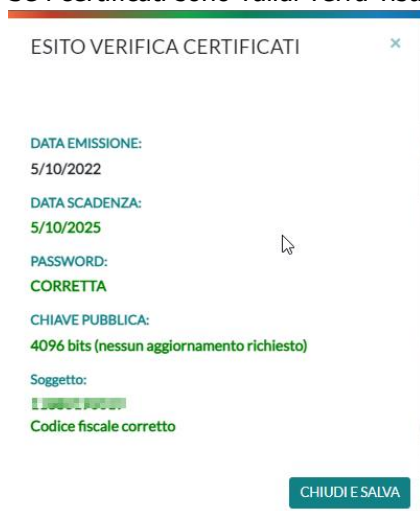 ESITO VERIFICA CERTIFICATI
×
DATA EMISSIONE:
5/10/2022
DATA SCADENZA:
5/10/2025
PASSWORD:
CORRETTA
CHIAVE PUBBLICA:
4096 bits (nessun aggiornamento richiesto)
Soggetto:
Codice fiscale corretto
CHIUDI E SALVA